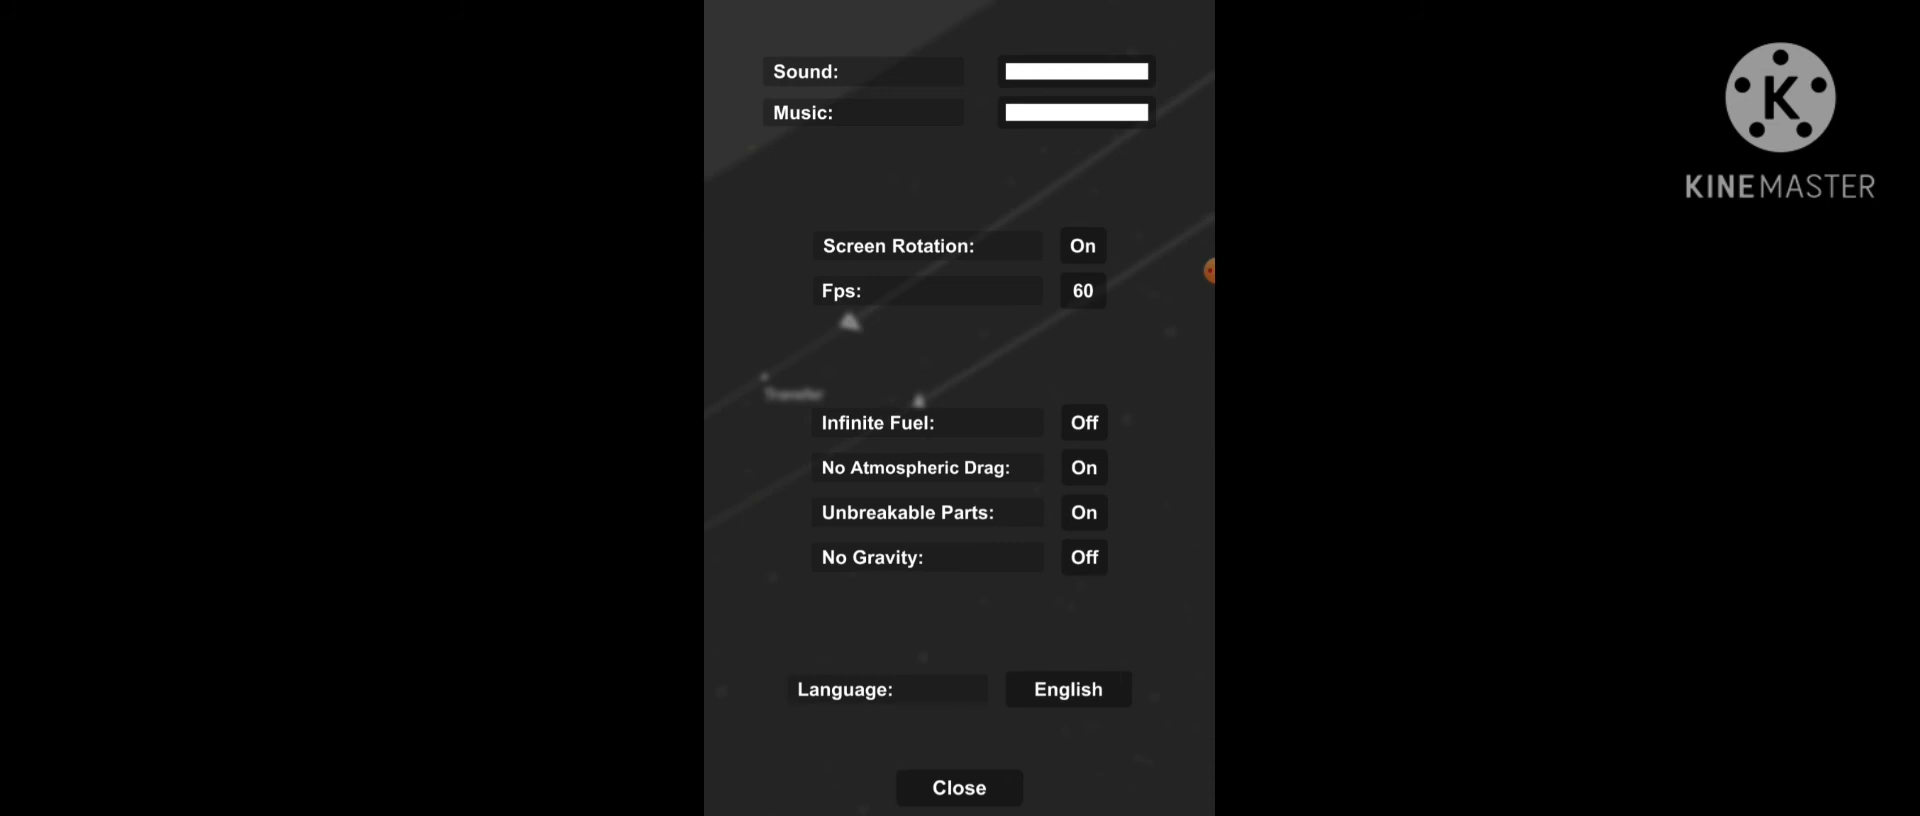 Sound:
Music:
Screen Rotation: On
Fps: 60
Transfer
Infinite Fuel: Off
No Atmospheric Drag: On
Unbreakable Parts: On
No Gravity: Off
Language: English
Close
K
KINEMASTER